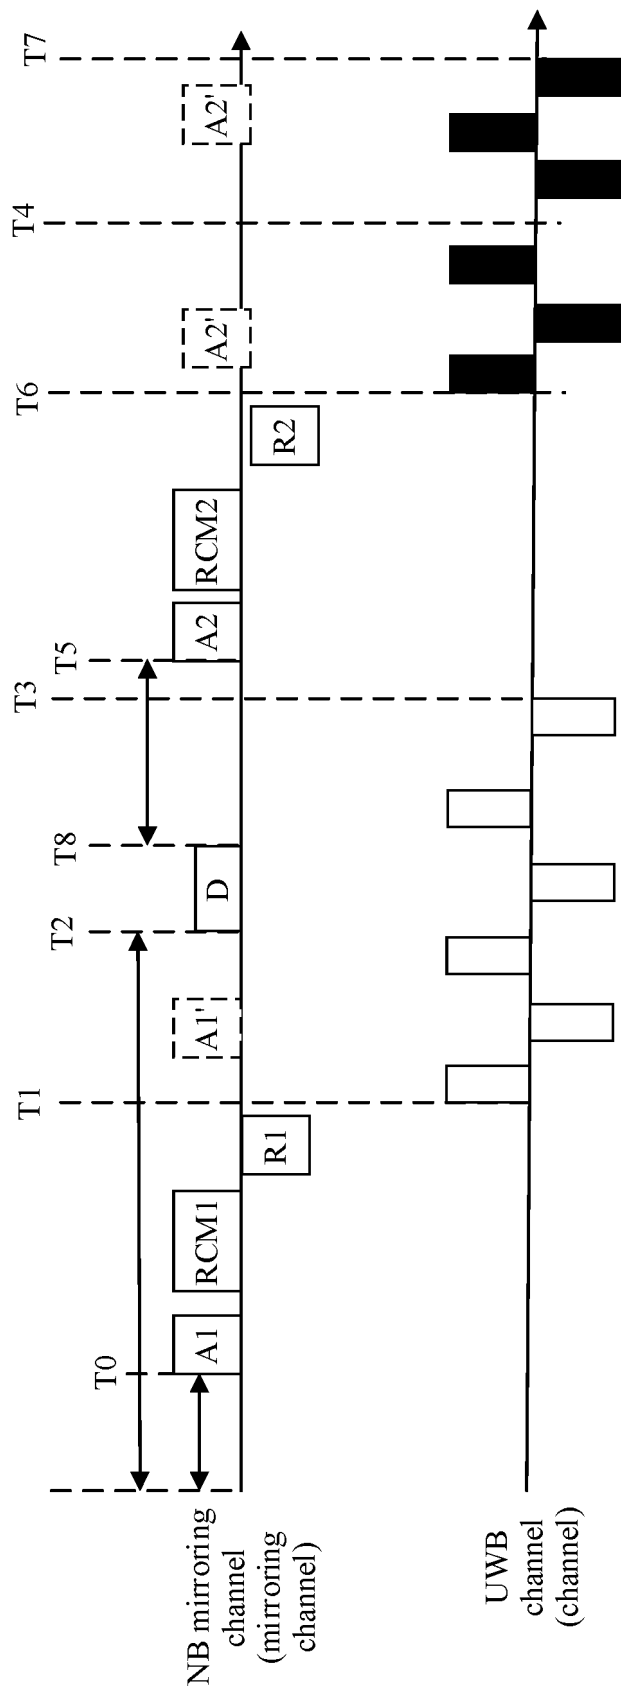 T0
T1
T2
T8
T3
T5
T6
T4
T7
NB mirroring
channel
(mirroring
channel)
A1
RCM1
R1
A1'
D
A2
RCM2
R2
A2'
A2'
UWB
channel
(channel)